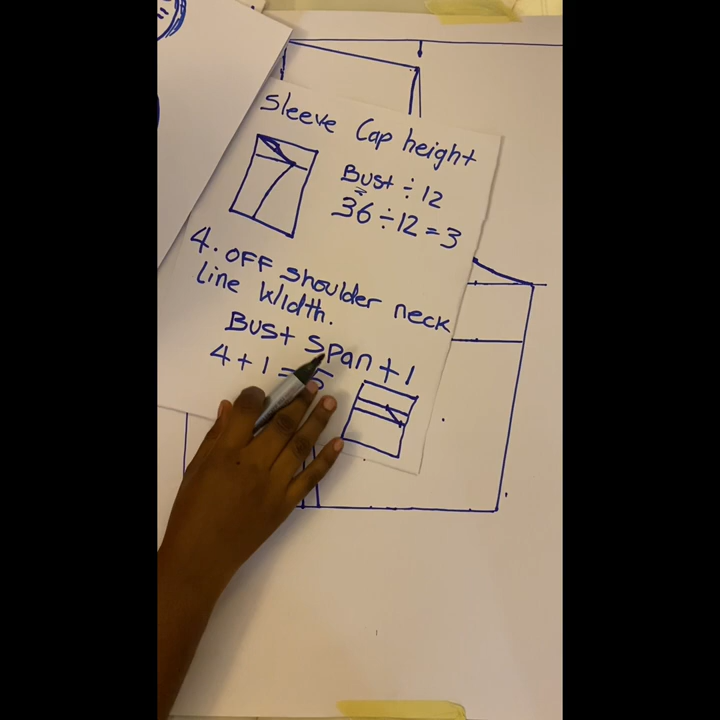 Sleeve Cap height
Bust ÷ 12
36 ÷ 12 = 3
4. OFF shoulder neck
line width.
Bust span + 1
4 + 1 = 5